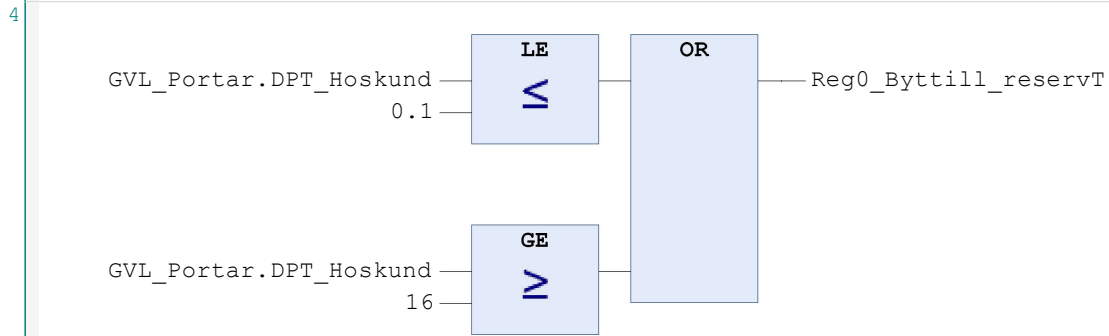 4
LE
OR
GVL_Portar.DPT_Hoskund
≤
Reg0_Byttill_reservT
0.1
GE
GVL_Portar.DPT_Hoskund
≥
16